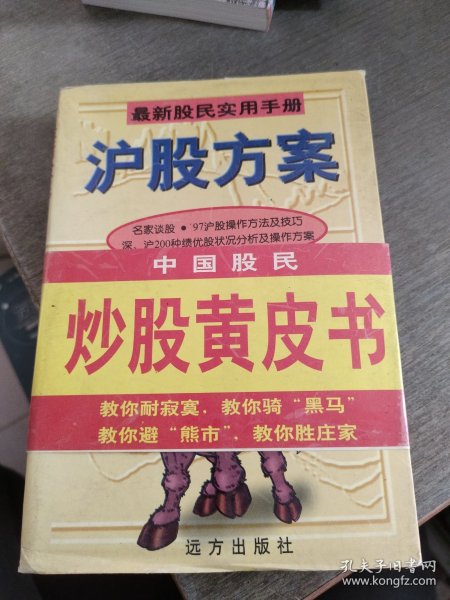 最新股民实用手册
沪股方案
名家谈股 ● '97沪股操作方法及技巧
深、沪200种绩优股状况分析及操作方案
中国股民
炒股黄皮书
教你耐寂寞，教你骑“黑马”
教你避“熊市”，教你胜庄家
远方出版社
孔夫子旧书网
www.kongfz.com